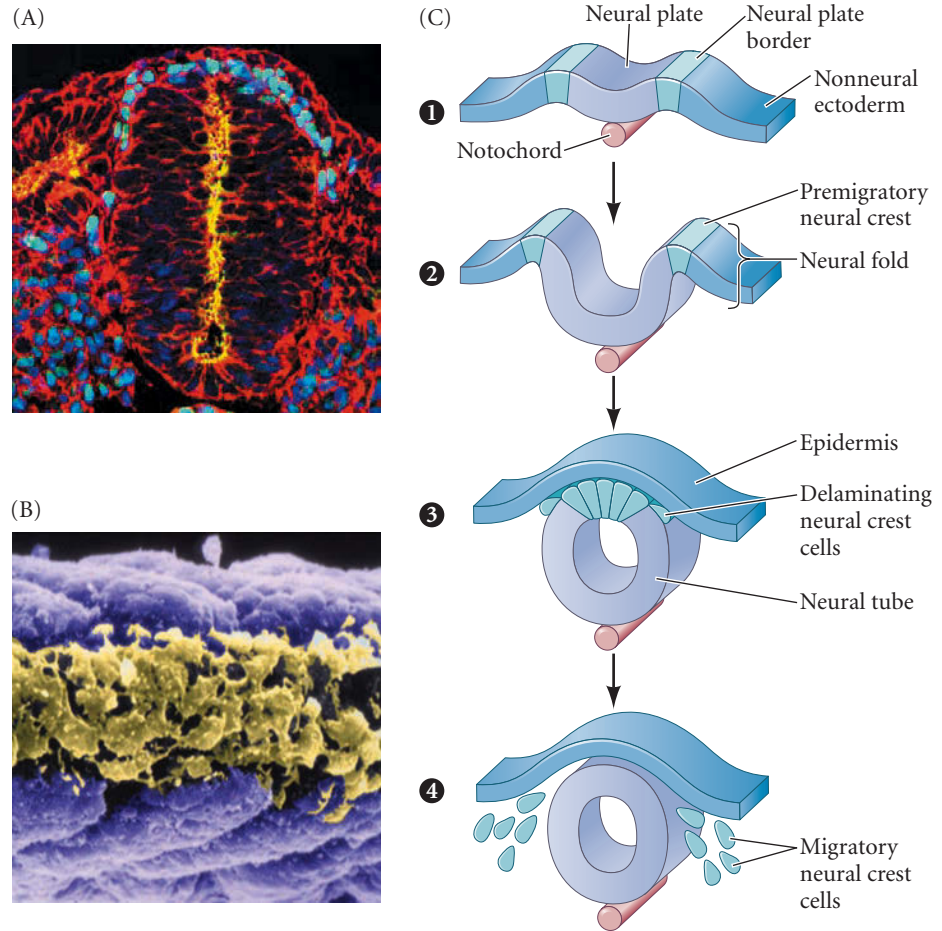 (A)
(B)
(C)
Neural plate
Neural plate
border
Nonneural
ectoderm
1
Notochord
Premigratory
neural crest
2
Neural fold
Epidermis
3
Delaminating
neural crest
cells
Neural tube
4
Migratory
neural crest
cells